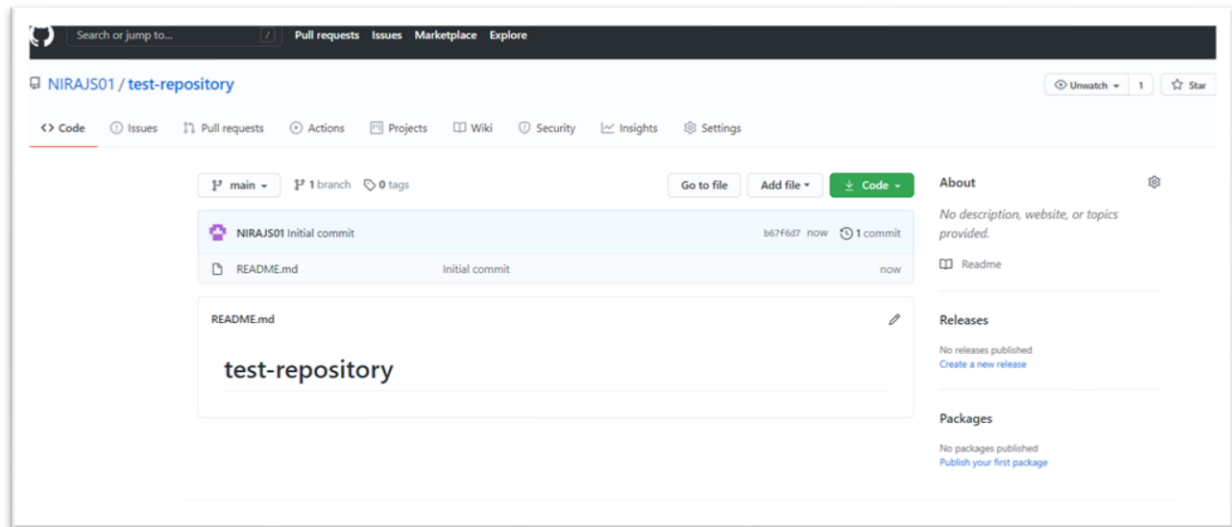 Search or jump to... / Pull requests Issues Marketplace Explore
NIRAJS01 / test-repository Unwatch 1 Star
<> Code Issues Pull requests Actions Projects Wiki Security Insights Settings
main 1 branch 0 tags Go to file Add file Code
NIRAJS01 Initial commit b67f6d7 now 1 commit
README.md Initial commit now
README.md
test-repository
About
No description, website, or topics
provided.
Readme
Releases
No releases published
Create a new release
Packages
No packages published
Publish your first package